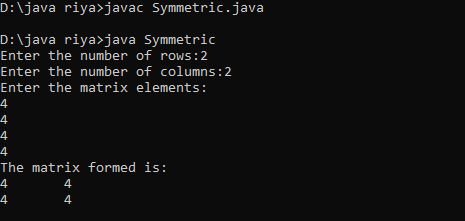 D:\java riya>javac Symmetric.java
D:\java riya>java Symmetric
Enter the number of rows:2
Enter the number of columns:2
Enter the matrix elements:
4
4
4
4
The matrix formed is:
4 4
4 4